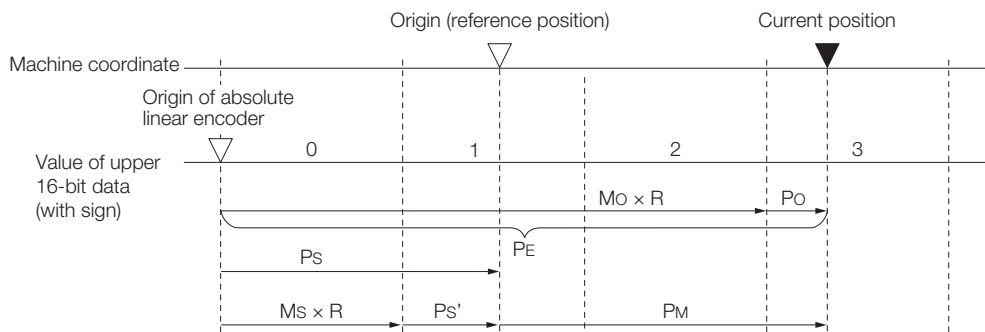 Origin (reference position)
Current position
Machine coordinate
Origin of absolute
linear encoder
0 1 2 3
Value of upper
16-bit data
(with sign)
MO × R PO
PE
PS
MS × R PS' PM